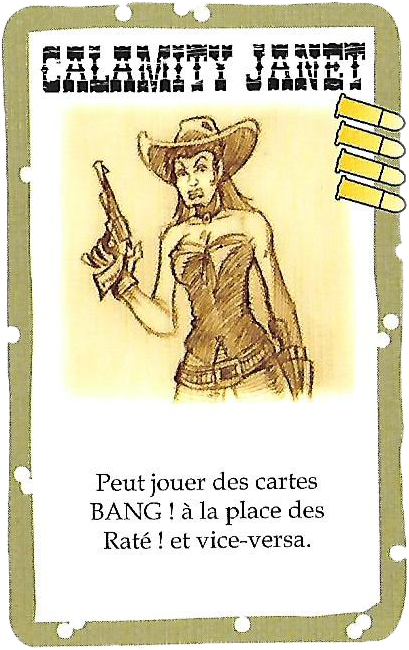 CALAMITY JANET
Peut jouer des cartes
BANG ! à la place des
Raté ! et vice-versa.